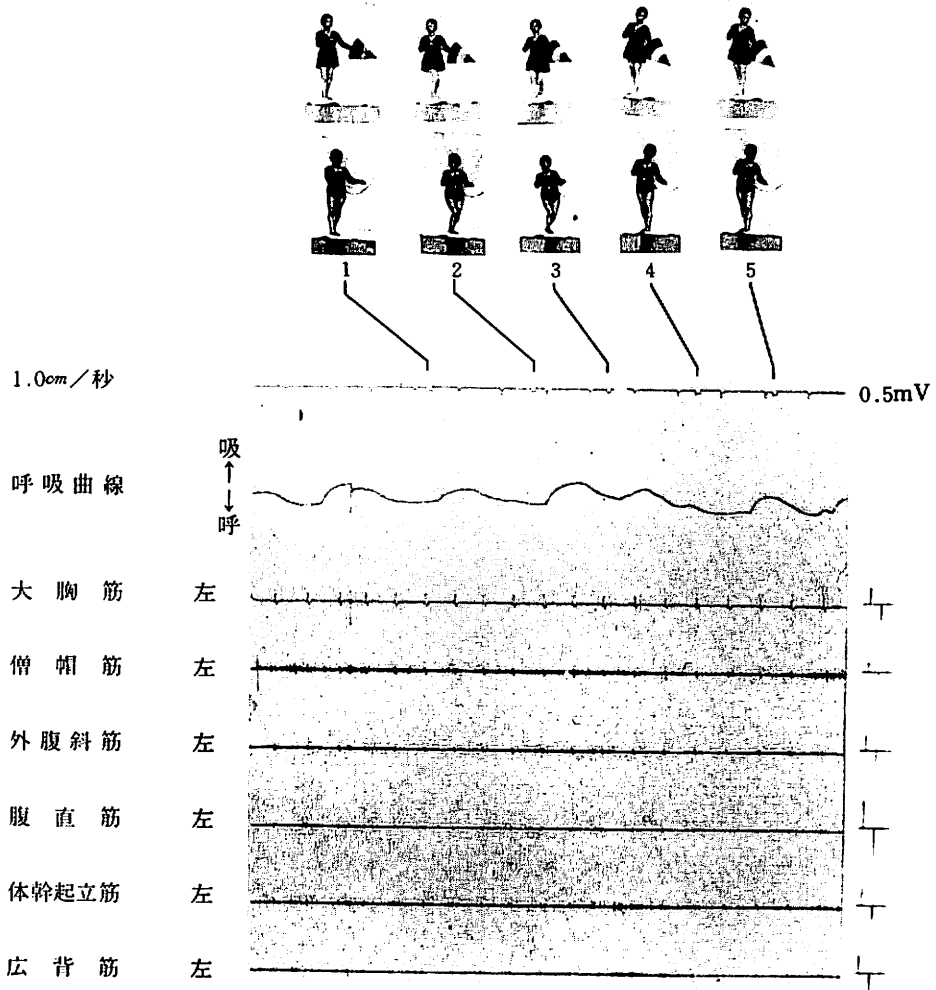 1 2 3 4 5
1.0cm/秒 0.5mV
吸
呼吸曲線
呼
大胸筋 左
僧帽筋 左
外腹斜筋 左
腹直筋 左
体幹起立筋 左
広背筋 左